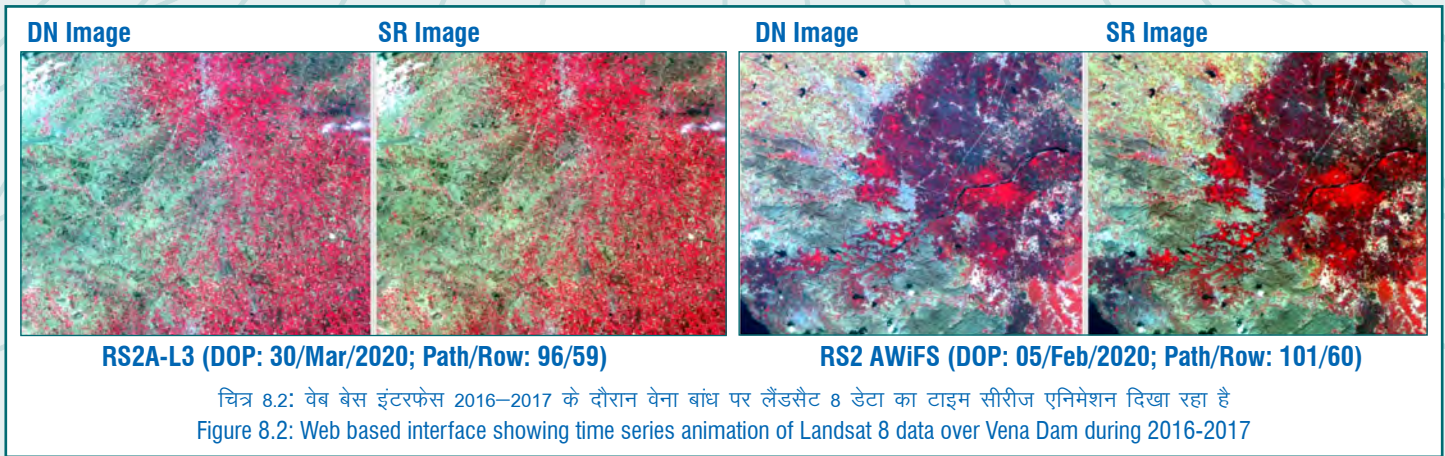 DN Image SR Image DN Image SR Image
RS2A-L3 (DOP: 30/Mar/2020; Path/Row: 96/59) RS2 AWiFS (DOP: 05/Feb/2020; Path/Row: 101/60)
चित्र 8.2: वेब बेस इंटरफेस 2016–2017 के दौरान वेना बांध पर लैंडसैट 8 डेटा का टाइम सीरीज एनिमेशन दिखा रहा है
Figure 8.2: Web based interface showing time series animation of Landsat 8 data over Vena Dam during 2016-2017